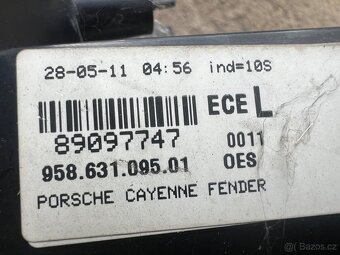 28-05-11 04:56 ind=10S
ECE L
89097747 0011
958.631.095.01 OES
PORSCHE CAYENNE FENDER
Bazos.cz